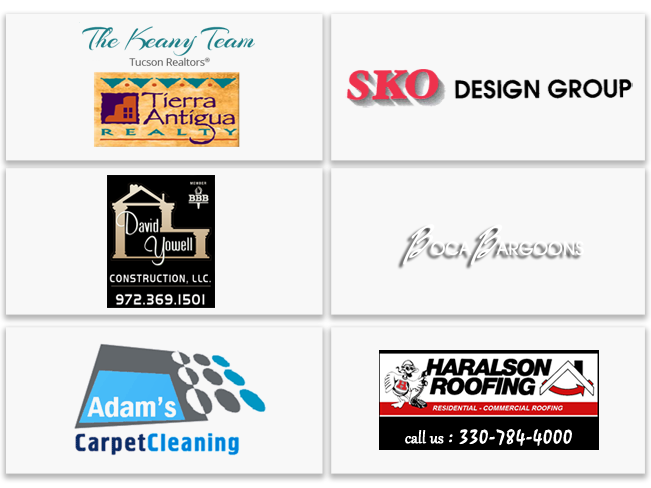 The Keany Team
Tucson Realtors®
Tierra
Antigua
REALTY
SKO DESIGN GROUP
MEMBER
BBB
David
Yowell
CONSTRUCTION, LLC.
972.369.1501
BOCA BARGOONS
Adam's
CarpetCleaning
HARALSON
ROOFING
RESIDENTIAL - COMMERCIAL ROOFING
call us : 330-784-4000